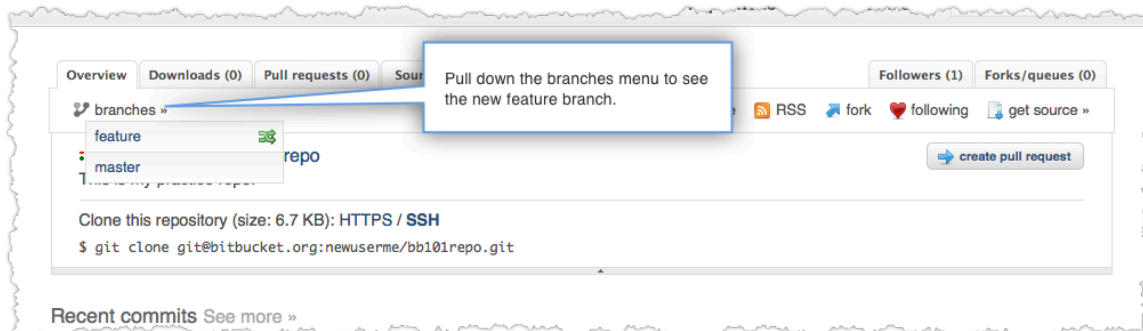 Overview Downloads (0) Pull requests (0) Sour Followers (1) Forks/queues (0)
Pull down the branches menu to see
the new feature branch.
branches » RSS fork following get source »
feature
master
repo
create pull request
Clone this repository (size: 6.7 KB): HTTPS / SSH
$ git clone git@bitbucket.org:newuserme/bb101repo.git
Recent commits See more »